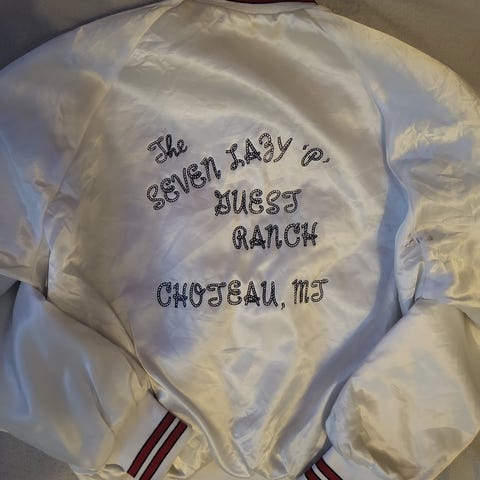 The
SEVEN LAZY 'P'
GUEST
RANCH
CHOTEAU, MT